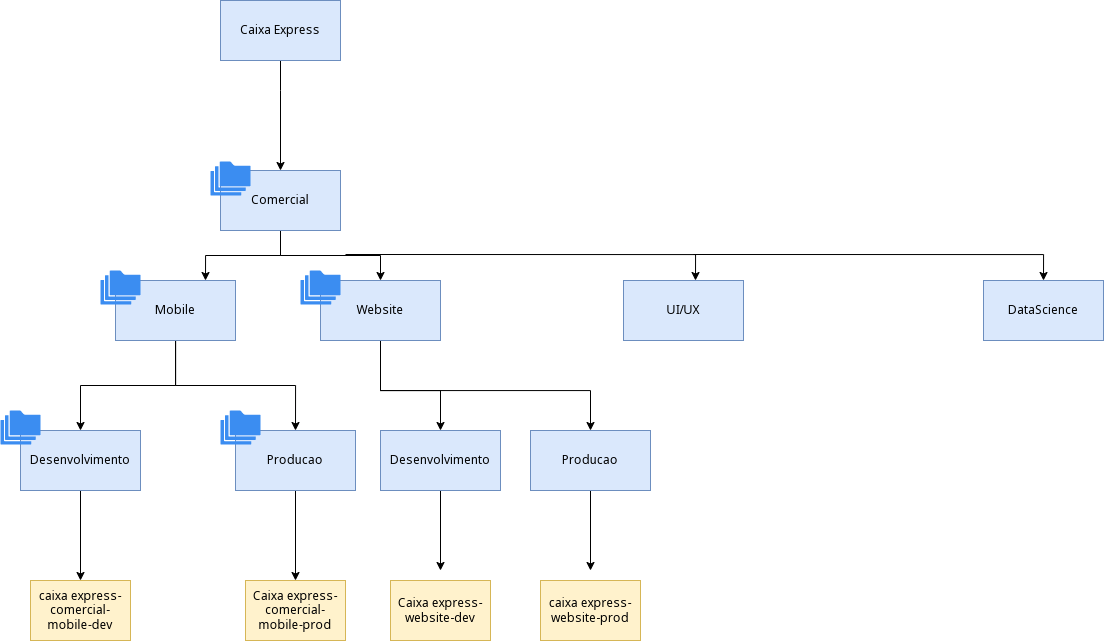 Caixa Express
Comercial
Mobile
Website
UI/UX
DataScience
Desenvolvimento
Producao
Desenvolvimento
Producao
caixa express-
comercial-
mobile-dev
Caixa express-
comercial-
mobile-prod
Caixa express-
website-dev
caixa express-
website-prod